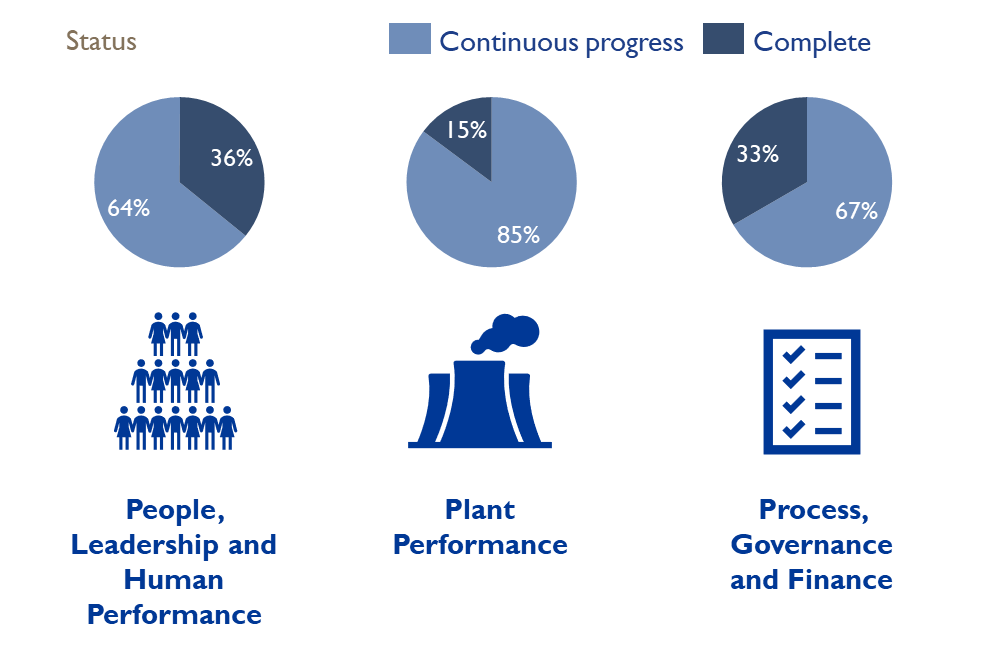 Status
Continuous progress
Complete
36%
64%
15%
85%
33%
67%
People,
Leadership and
Human
Performance
Plant
Performance
Process,
Governance
and Finance